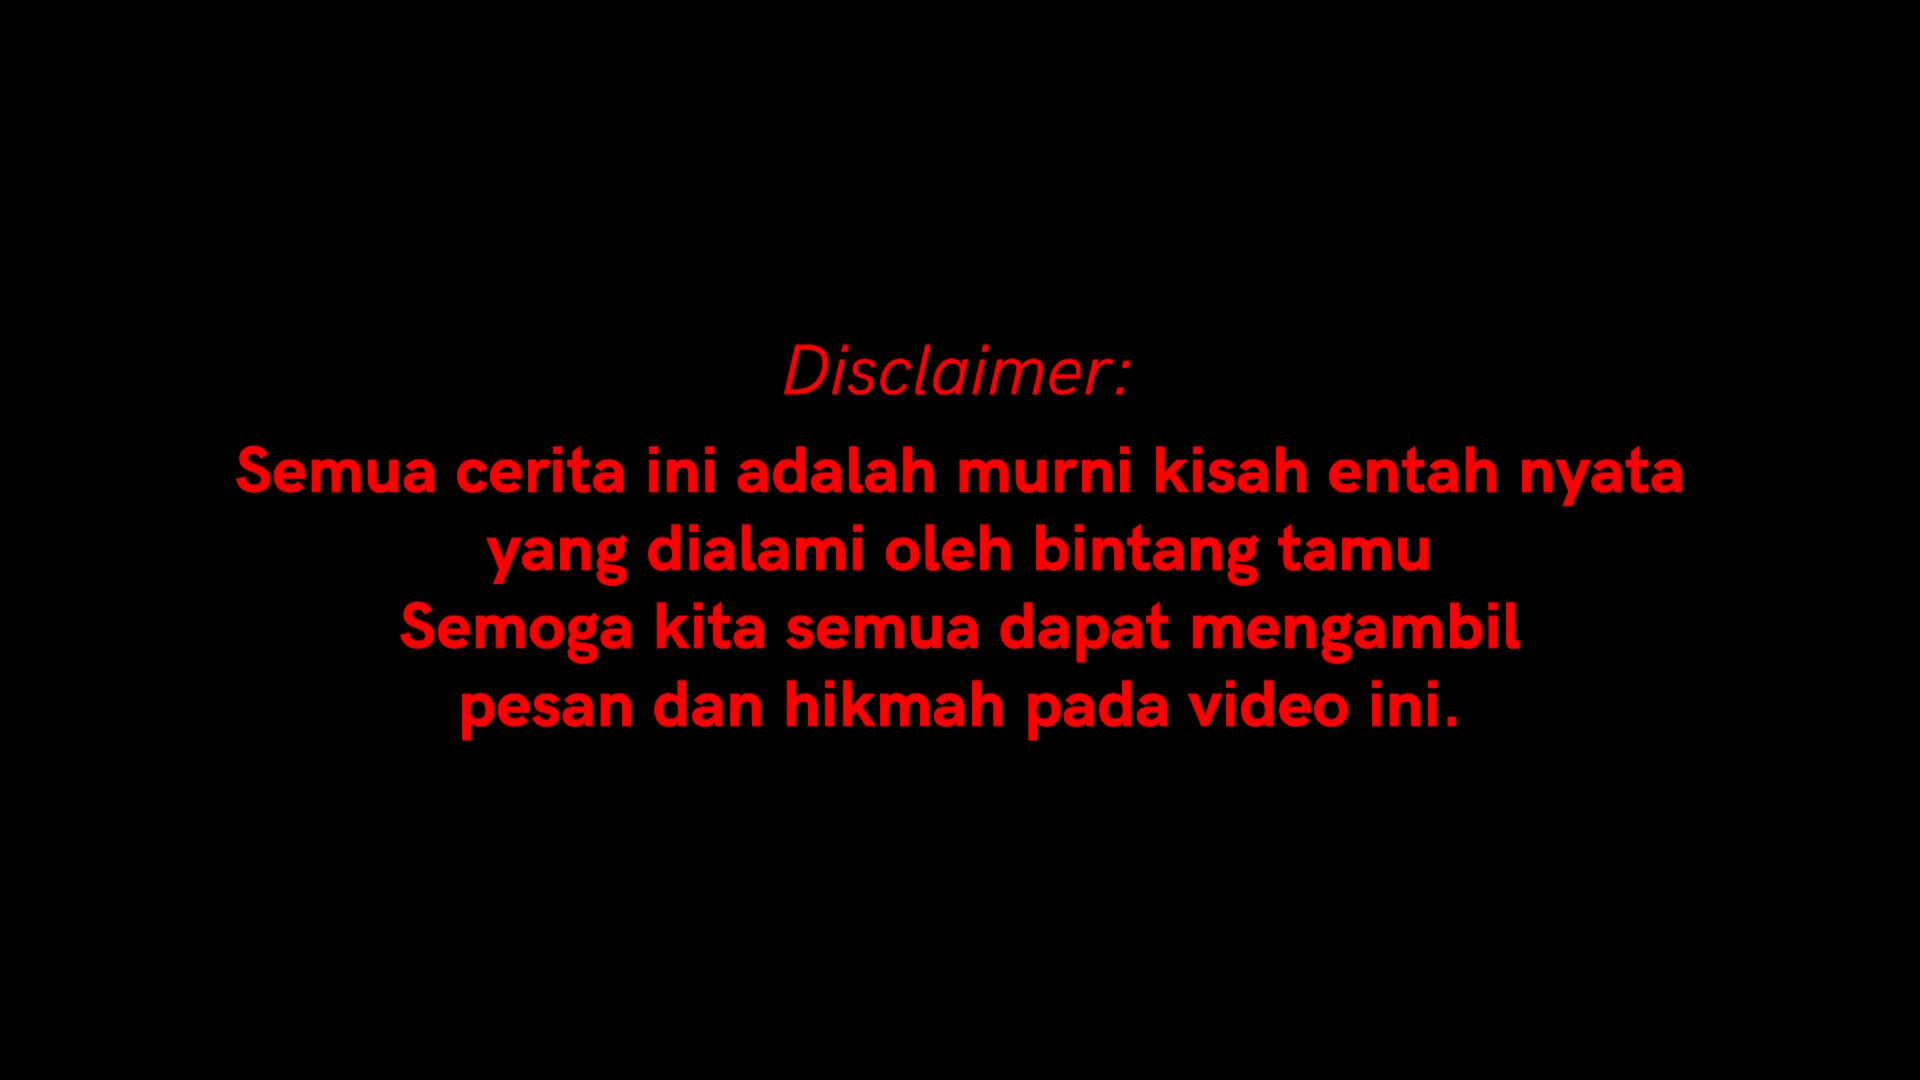 Disclaimer:
Semua cerita ini adalah murni kisah entah nyata
yang dialami oleh bintang tamu
Semoga kita semua dapat mengambil
pesan dan hikmah pada video ini.